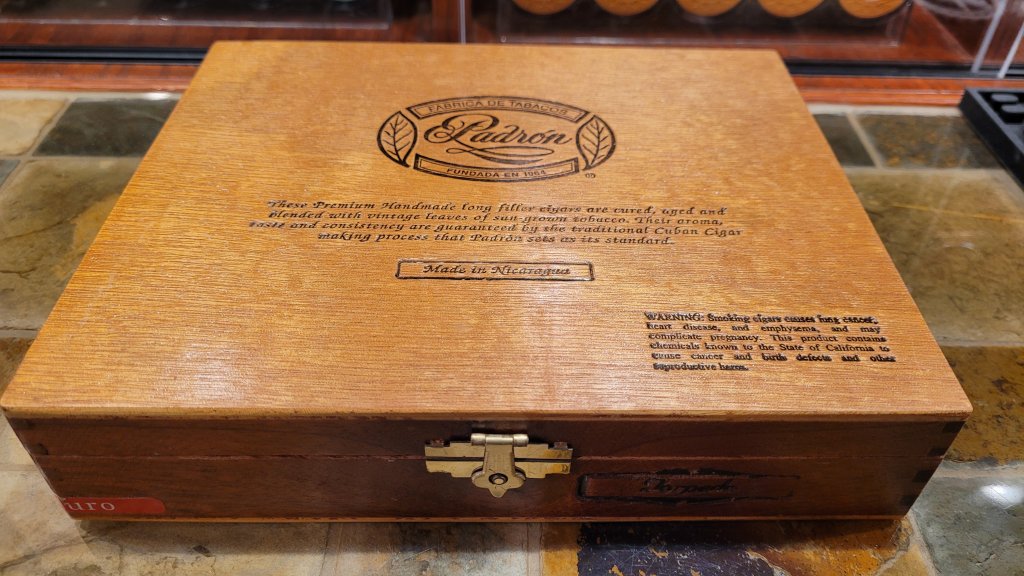 FABRICA DE TABACOS
Padrón
FUNDADA EN 1964
These Premium Handmade long filler cigars are cured, aged and
blended with vintage leaves of sun-grown tobacco. Their aroma,
taste and consistency are guaranteed by the traditional Cuban Cigar
making process that Padrón sets as its standard.
Made in Nicaragua
WARNING: Smoking cigars causes lung cancer,
heart disease, and emphysema, and may
complicate pregnancy. This product contains
chemicals known to the State of California to
cause cancer and birth defects and other
reproductive harm.
Torpedo
uro